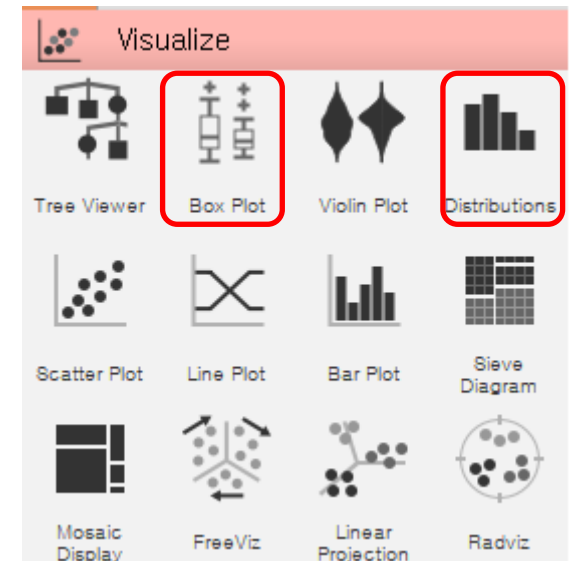 Visualize
Tree Viewer
Box Plot
Violin Plot
Distributions
Scatter Plot
Line Plot
Bar Plot
Sieve
Diagram
Mosaic
Display
FreeViz
Linear
Projection
Radviz